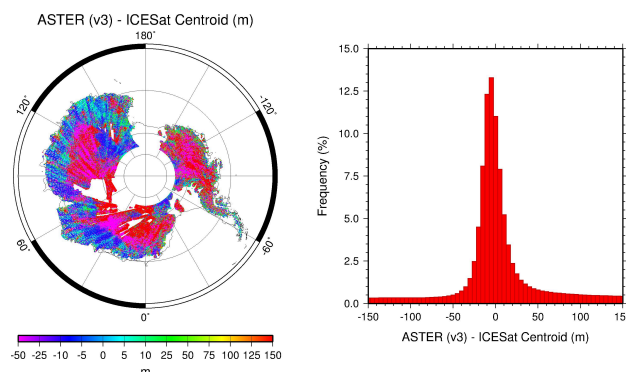 ASTER (v3) - ICESat Centroid (m)
180°
120°
-120°
60°
-60°
0°
-50 -25 -10 -5 0 5 10 25 50 75 100 125 150
15.0
12.5
10.0
7.5
5.0
2.5
0.0
Frequency (%)
-150 -100 -50 0 50 100 15
ASTER (v3) - ICESat Centroid (m)